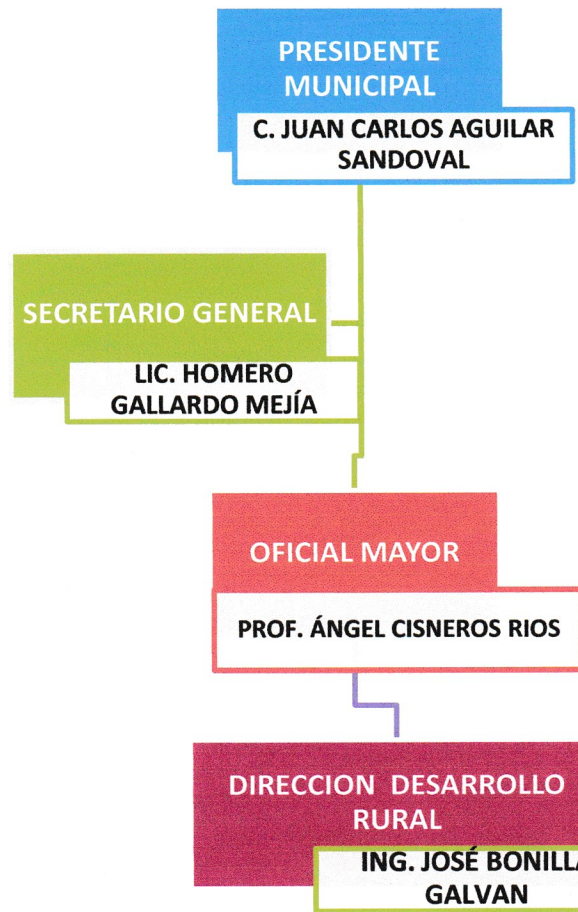 PRESIDENTE
MUNICIPAL
C. JUAN CARLOS AGUILAR
SANDOVAL
SECRETARIO GENERAL
LIC. HOMERO
GALLARDO MEJÍA
OFICIAL MAYOR
PROF. ÁNGEL CISNEROS RIOS
DIRECCION DESARROLLO
RURAL
ING. JOSÉ BONILLA
GALVAN